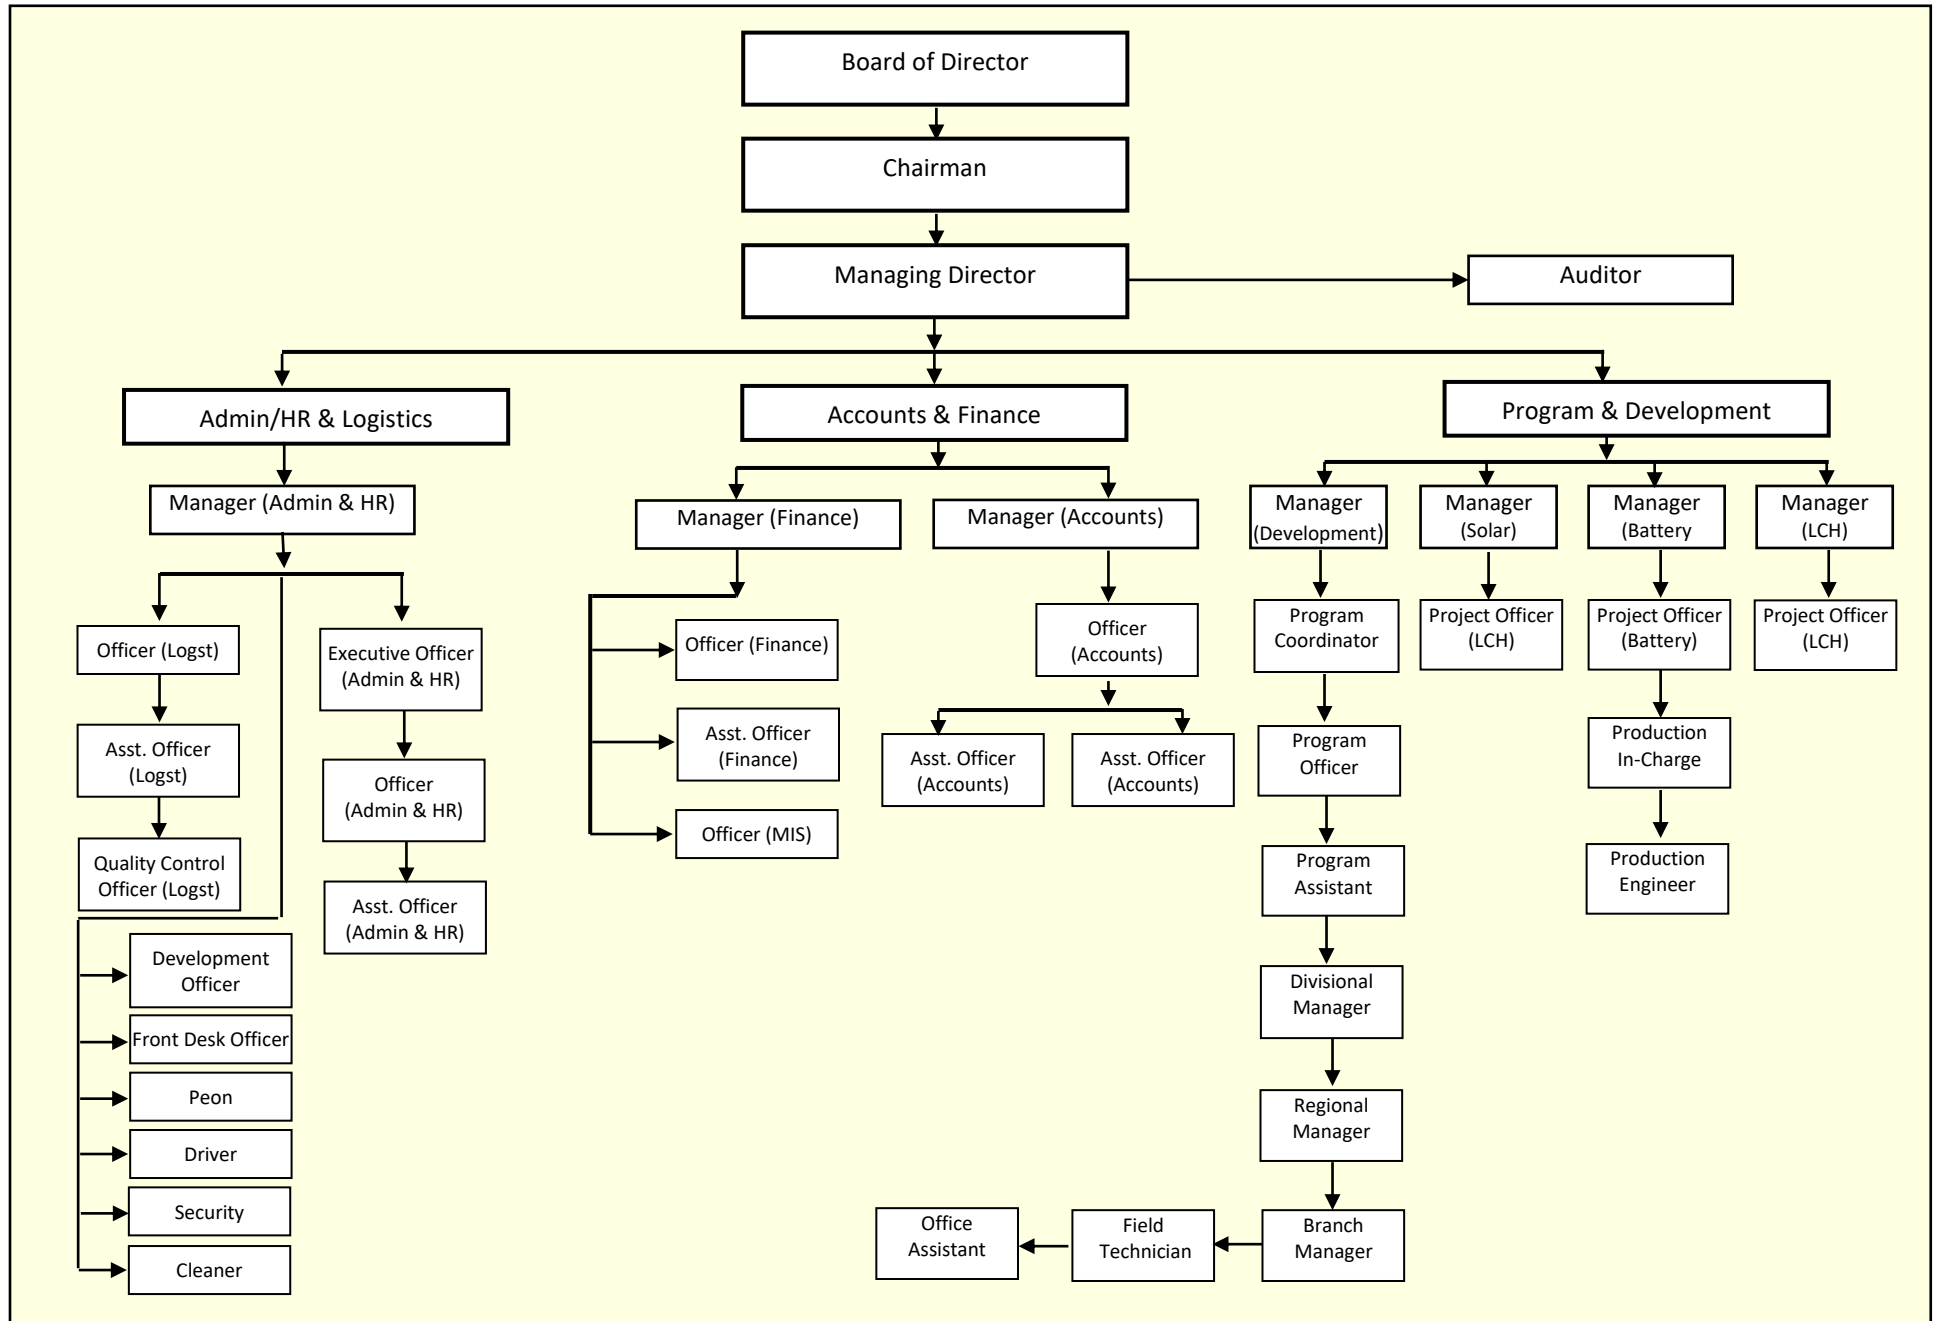 Board of Director
Chairman
Managing Director
Auditor
Admin/HR & Logistics
Accounts & Finance
Program & Development
Manager (Admin & HR)
Manager (Finance)
Manager (Accounts)
Manager
(Development)
Manager
(Solar)
Manager
(Battery
Manager
(LCH)
Officer (Logst)
Executive Officer
(Admin & HR)
Officer (Finance)
Officer
(Accounts)
Program
Coordinator
Project Officer
(LCH)
Project Officer
(Battery)
Project Officer
(LCH)
Asst. Officer
(Logst)
Officer
(Admin & HR)
Asst. Officer
(Finance)
Asst. Officer
(Accounts)
Asst. Officer
(Accounts)
Program
Officer
Production
In-Charge
Quality Control
Officer (Logst)
Asst. Officer
(Admin & HR)
Officer (MIS)
Program
Assistant
Production
Engineer
Development
Officer
Divisional
Manager
Front Desk Officer
Peon
Regional
Manager
Driver
Security
Office
Assistant
Field
Technician
Branch
Manager
Cleaner